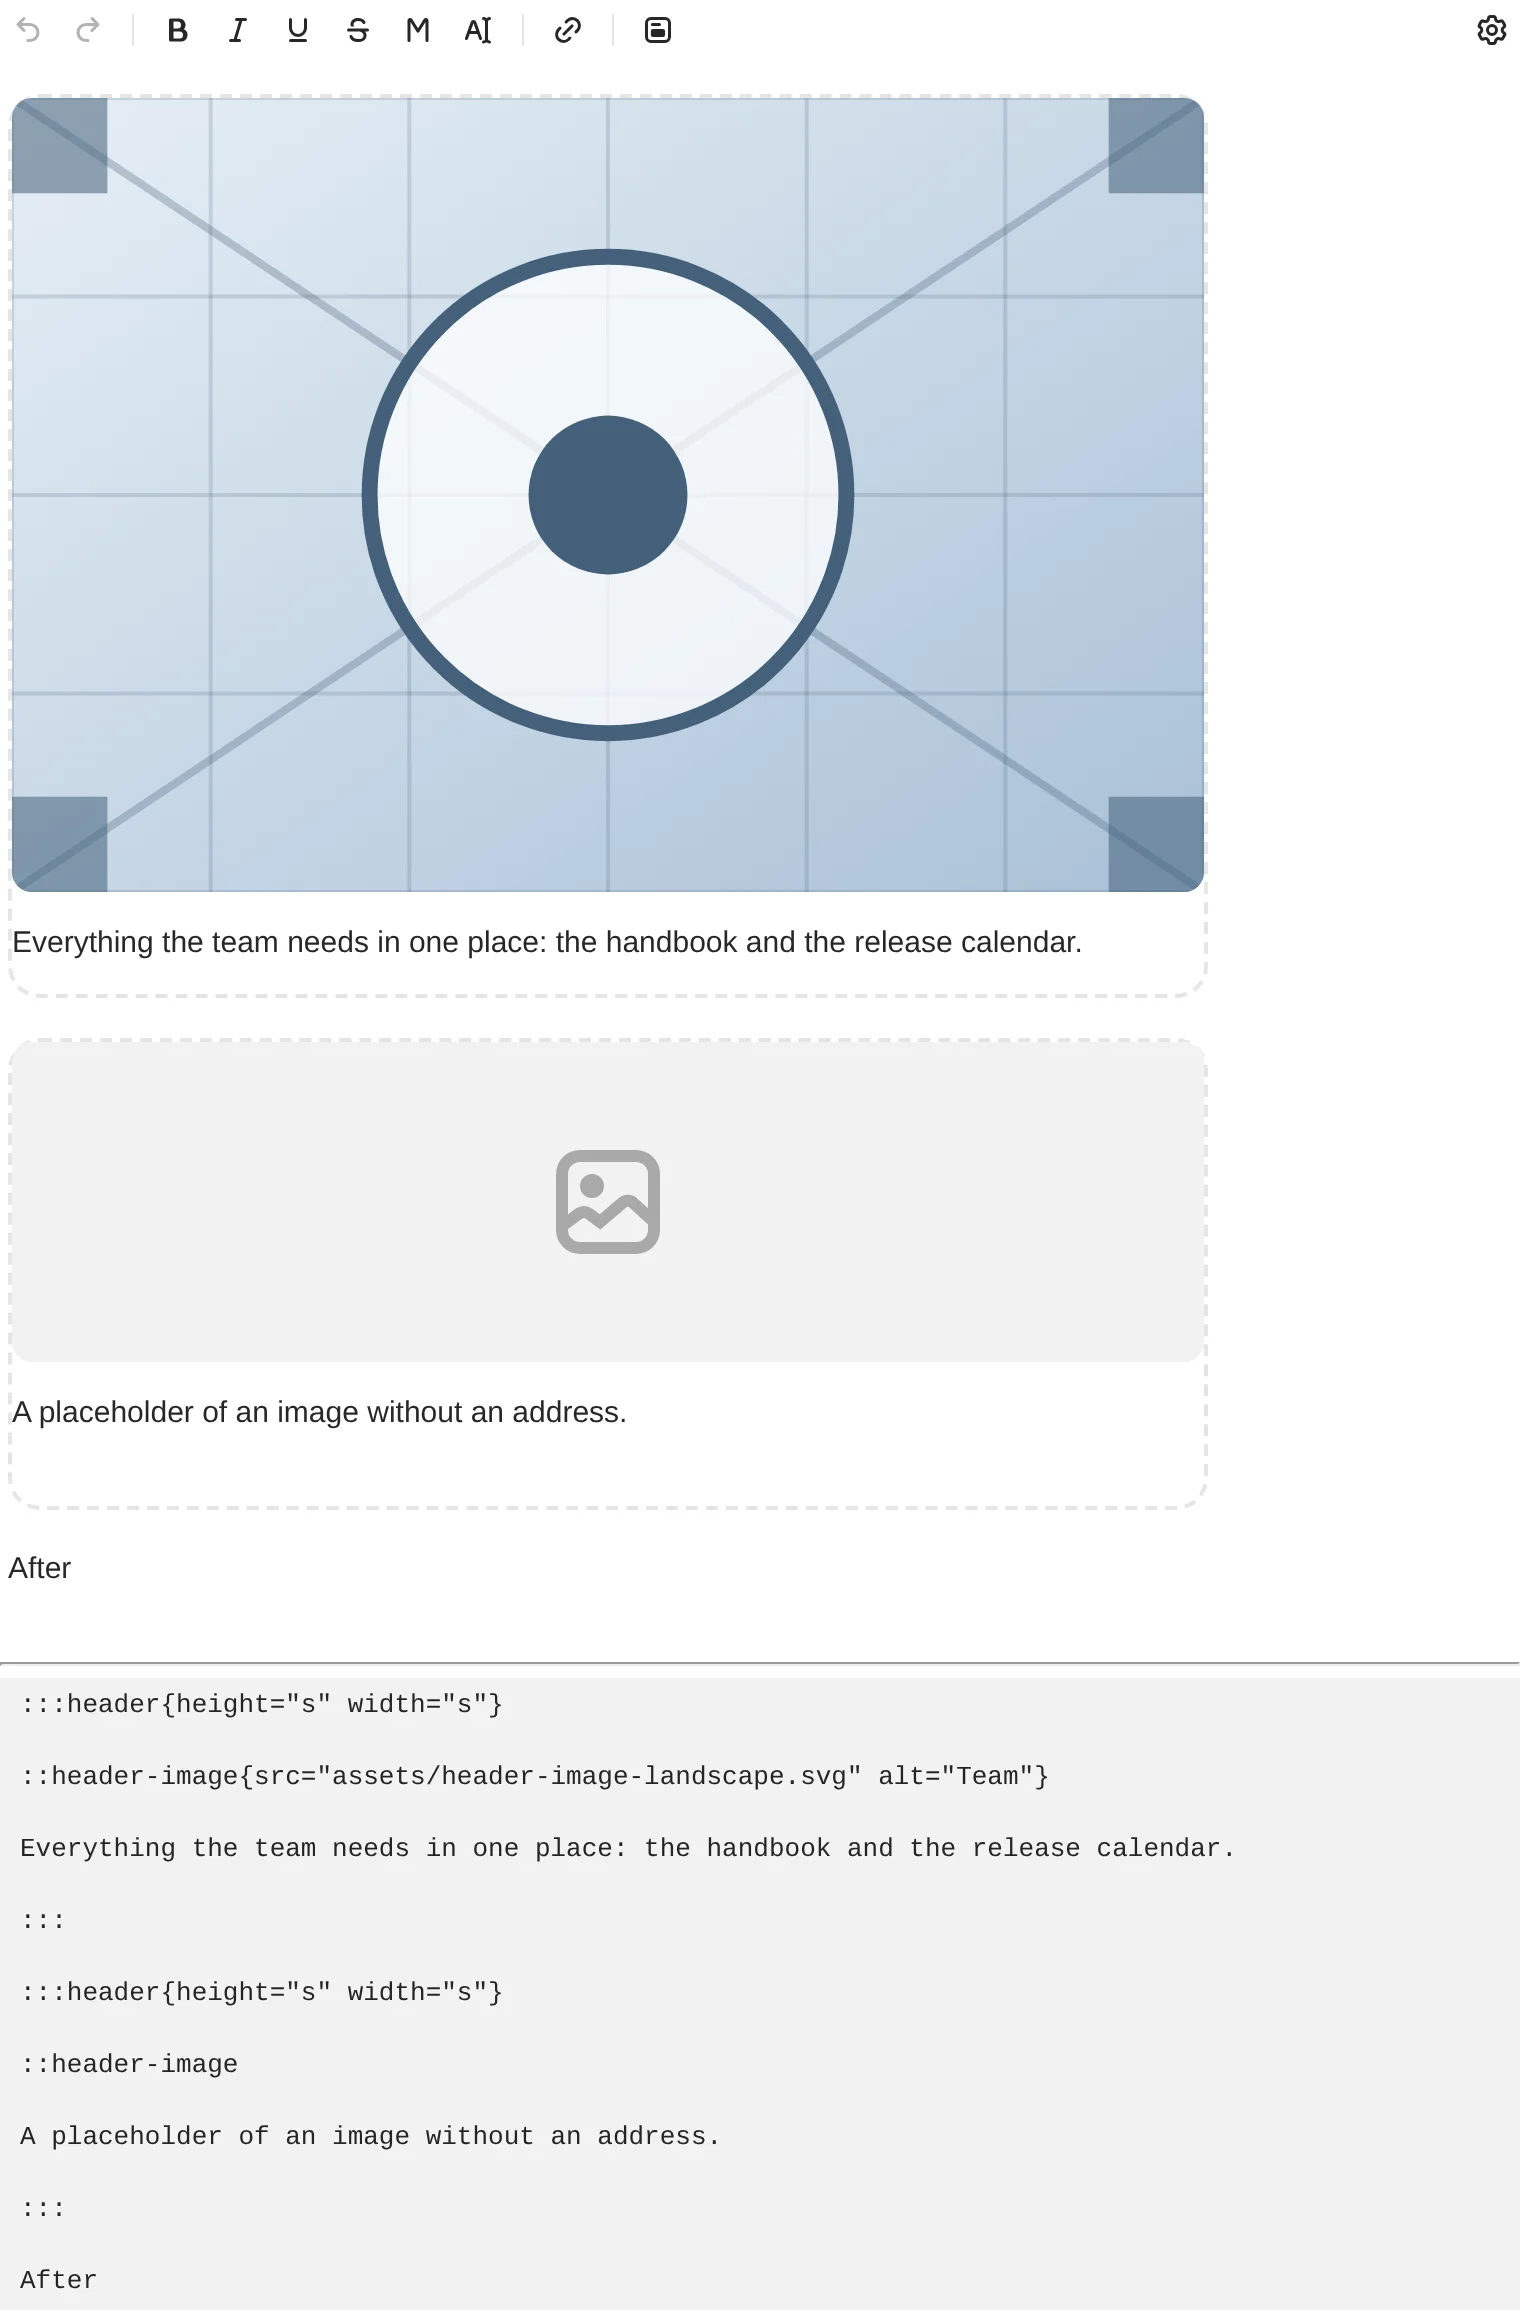 Everything the team needs in one place: the handbook and the release calendar.
A placeholder of an image without an address.
After
:::header{height="s" width="s"}
::header-image{src="assets/header-image-landscape.svg" alt="Team"}
Everything the team needs in one place: the handbook and the release calendar.
:::
:::header{height="s" width="s"}
::header-image
A placeholder of an image without an address.
:::
After